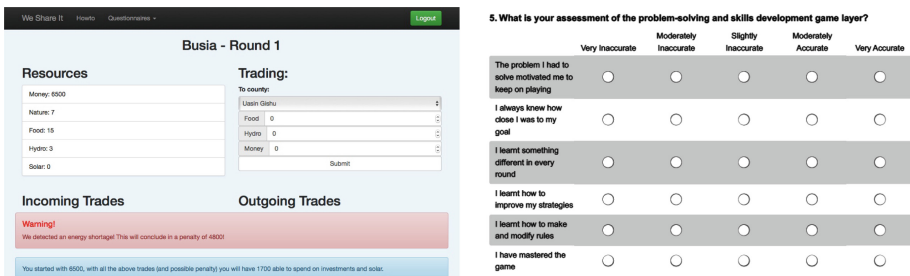 We Share It Howto Questionnaires Logout
Busia - Round 1
Resources
Money: 6500
Nature: 7
Food: 15
Hydro: 3
Solar: 0
Trading:
To county:
Uasin Gishu
Food 0
Hydro 0
Money 0
Submit
Incoming Trades
Outgoing Trades
Warning!
We detected an energy shortage! This will conclude in a penalty of 4800!
You started with 6500, with all the above trades (and possible penalty) you will have 1700 able to spend on investments and solar.
5. What is your assessment of the problem-solving and skills development game layer?
Very Inaccurate
Moderately
Inaccurate
Slightly
Inaccurate
Moderately
Accurate
Very Accurate
The problem I had to
solve motivated me to
keep on playing
I always knew how
close I was to my
goal
I learnt something
different in every
round
I learnt how to
improve my strategies
I learnt how to make
and modify rules
I have mastered the
game